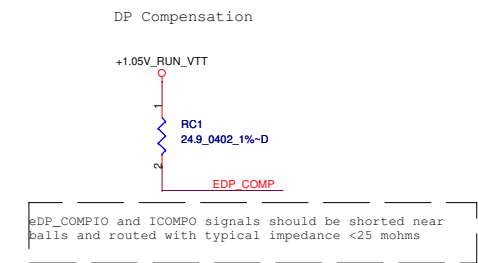 DP Compensation
+1.05V_RUN_VTT
1
RC1
24.9_0402_1%~D
2
EDP_COMP
eDP_COMPIO and ICOMPO signals should be shorted near
balls and routed with typical impedance <25 mohms